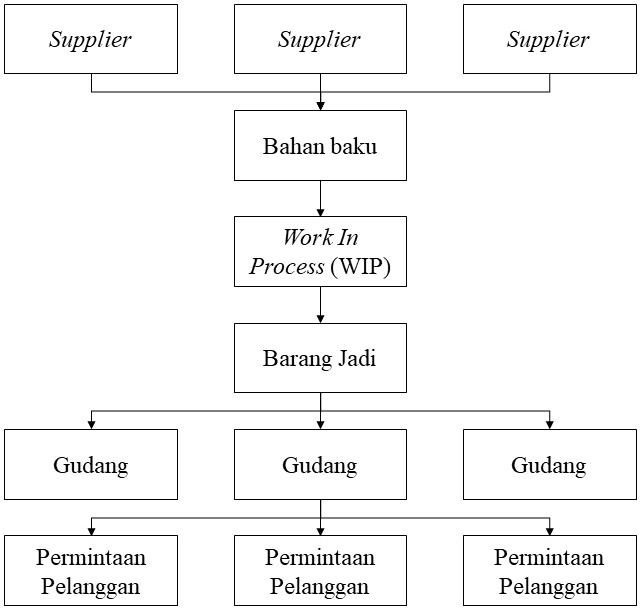 Supplier
Supplier
Supplier
Bahan baku
Work In
Process (WIP)
Barang Jadi
Gudang
Gudang
Gudang
Permintaan
Pelanggan
Permintaan
Pelanggan
Permintaan
Pelanggan